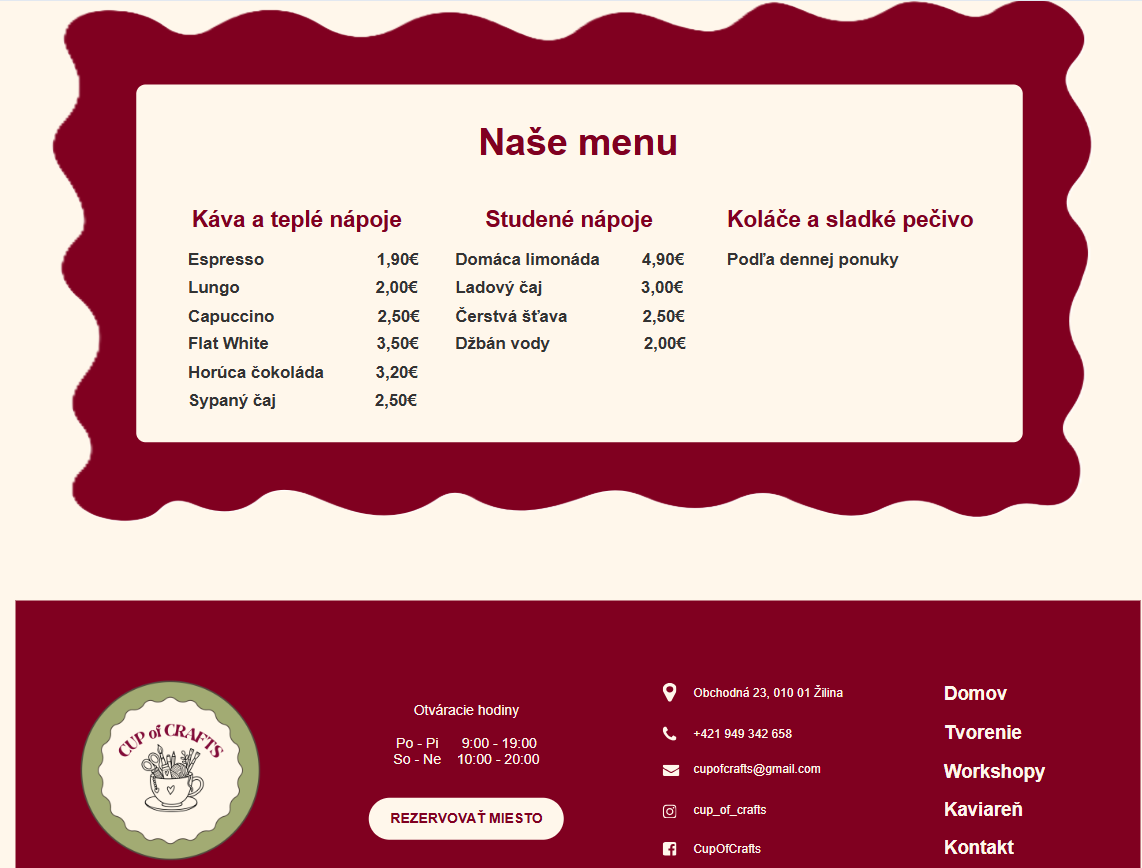 Naše menu
Káva a teplé nápoje
Espresso 1,90€
Lungo 2,00€
Capuccino 2,50€
Flat White 3,50€
Horúca čokoláda 3,20€
Sypaný čaj 2,50€
Studené nápoje
Domáca limonáda 4,90€
Ladový čaj 3,00€
Čerstvá šťava 2,50€
Džbán vody 2,00€
Koláče a sladké pečivo
Podľa dennej ponuky
CUP of CRAFTS
Otváracie hodiny
Po - Pi 9:00 - 19:00
So - Ne 10:00 - 20:00
REZERVOVAŤ MIESTO
Obchodná 23, 010 01 Žilina
+421 949 342 658
cupofcrafts@gmail.com
cup_of_crafts
CupOfCrafts
Domov
Tvorenie
Workshopy
Kaviareň
Kontakt